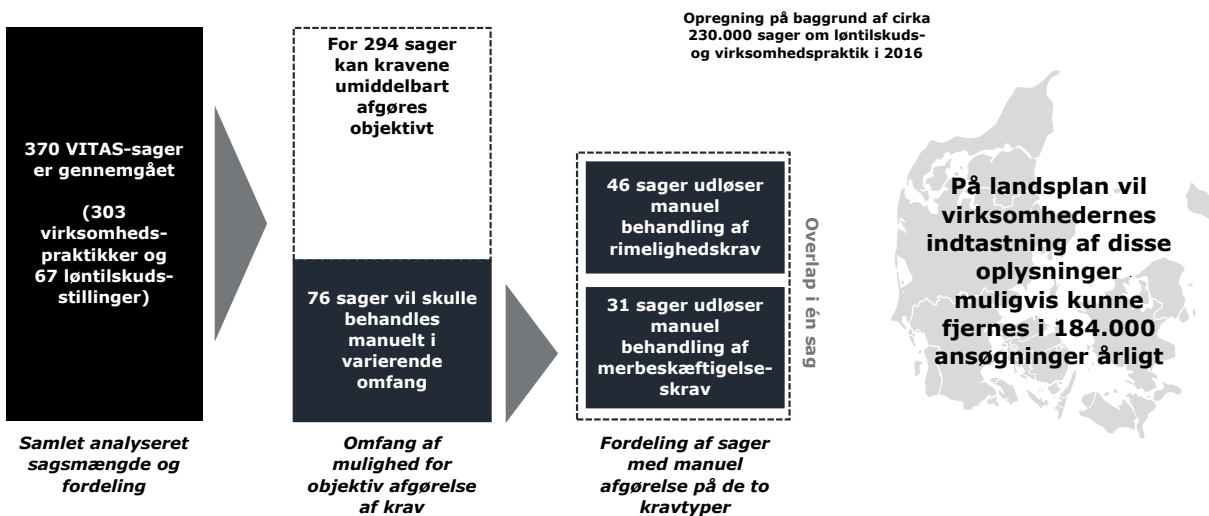 370 VITAS-sager
er gennemgået
(303
virksomheds-
praktikker og
67 løntilskuds-
stillinger)
Samlet analyseret
sagsmængde og
fordeling
For 294 sager
kan kravene
umiddelbart
afgøres
objektivt
76 sager vil skulle
behandles
manuelt i
varierende
omfang
Omfang af
mulighed for
objektiv afgørelse
af krav
46 sager udløser
manuel
behandling af
rimelighedskrav
31 sager udløser
manuel
behandling af
merbeskæftigelse-
skrav
Overlap i én sag
Fordeling af sager
med manuel
afgørelse på de to
kravtyper
Opregning på baggrund af cirka
230.000 sager om løntilskuds-
og virksomhedspraktik i 2016
På landsplan vil
virksomhedernes
indtastning af disse
oplysninger
muligvis kunne
fjernes i 184.000
ansøgninger årligt